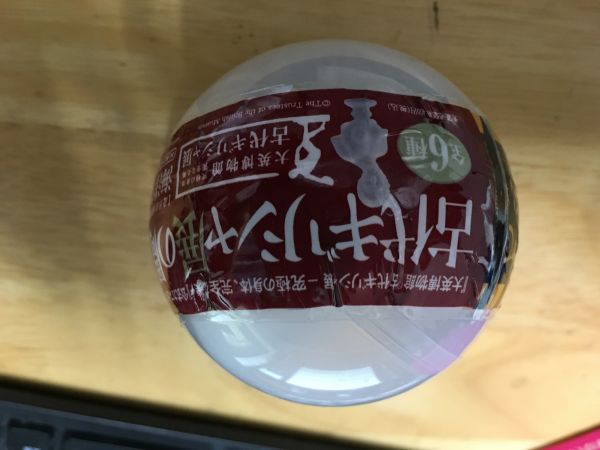 「大英博物館 古代ギリシャ展 ―究極の身体、完全
古代ギリシャ展の
全6種
大英博物館
古代ギリシャ展
©The Trustees of the British Museum